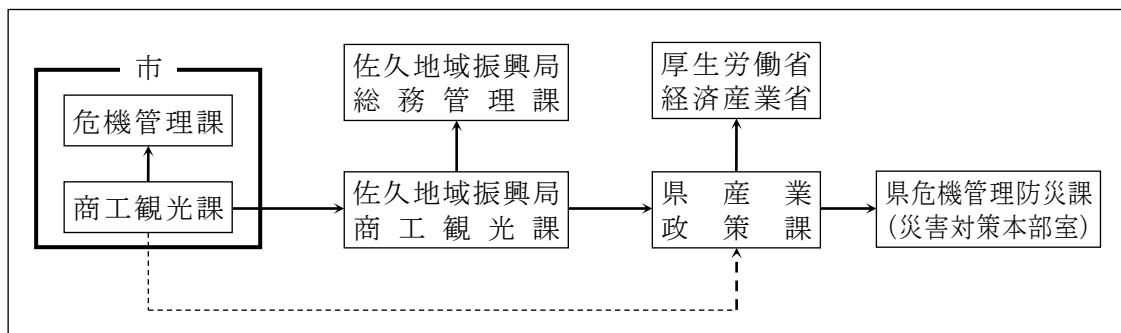 市
危機管理課
商工観光課
佐久地域振興局
総務管理課
佐久地域振興局
商工観光課
厚生労働省
経済産業省
県産業
政策課
県危機管理防災課
(災害対策本部室)